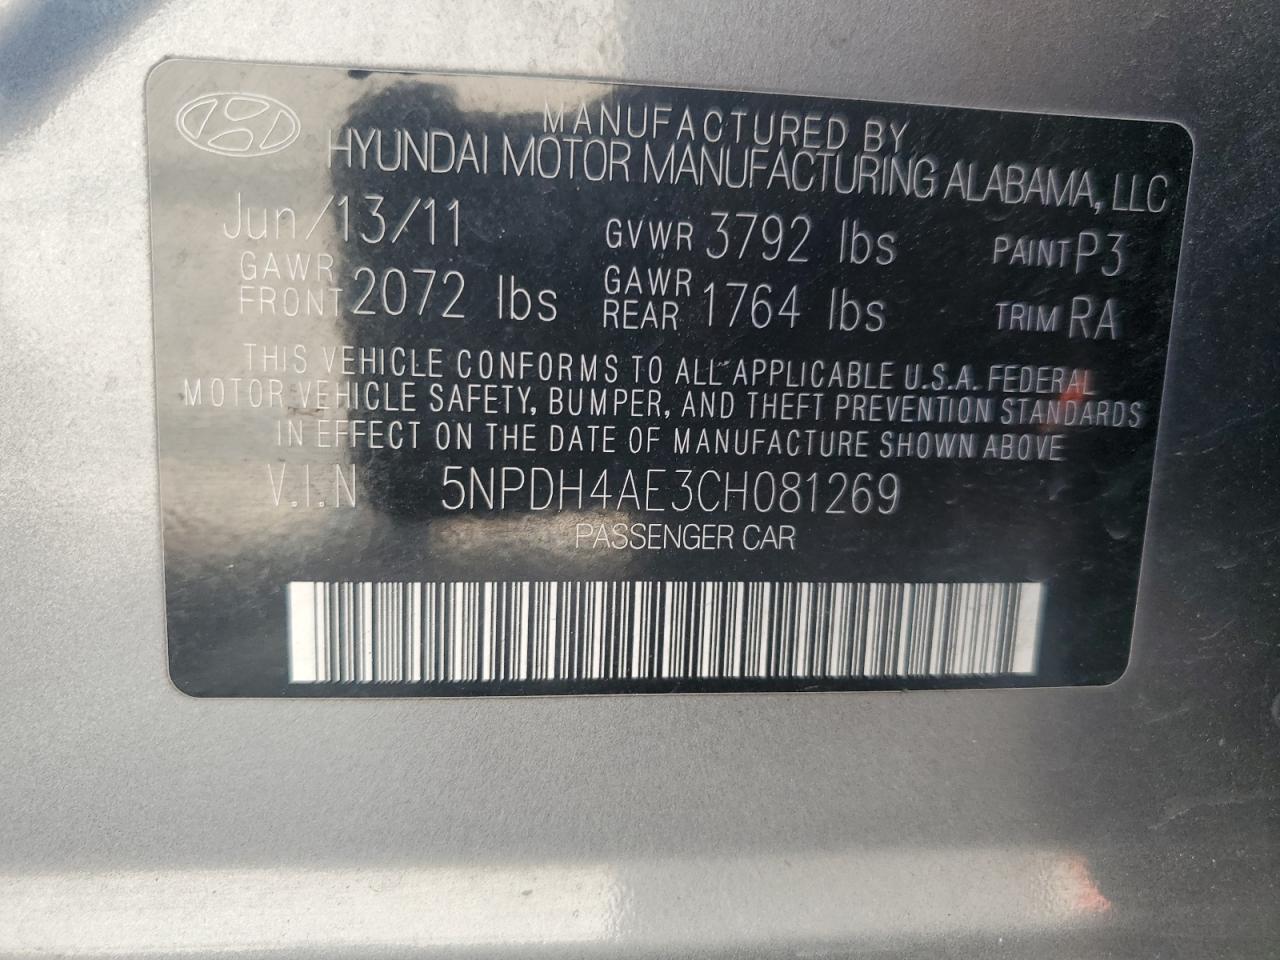 MANUFACTURED BY
HYUNDAI MOTOR MANUFACTURING ALABAMA, LLC
Jun/13/11 GVWR 3792 lbs PAINT P3
GAWR FRONT 2072 lbs GAWR REAR 1764 lbs TRIM RA
THIS VEHICLE CONFORMS TO ALL APPLICABLE U.S.A. FEDERAL
MOTOR VEHICLE SAFETY, BUMPER, AND THEFT PREVENTION STANDARDS
IN EFFECT ON THE DATE OF MANUFACTURE SHOWN ABOVE
V.I.N 5NPDH4AE3CH081269
PASSENGER CAR